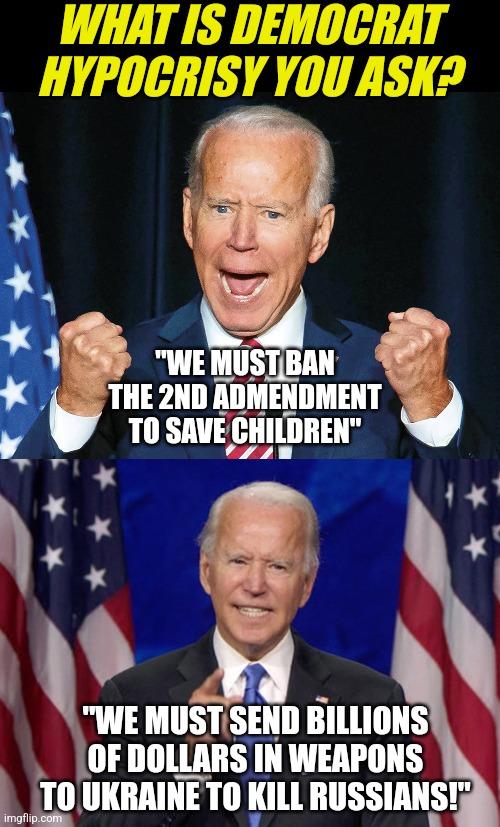 WHAT IS DEMOCRAT
HYPOCRISY YOU ASK?
"WE MUST BAN
THE 2ND ADMENDMENT
TO SAVE CHILDREN"
"WE MUST SEND BILLIONS
OF DOLLARS IN WEAPONS
TO UKRAINE TO KILL RUSSIANS!"
imgflip.com